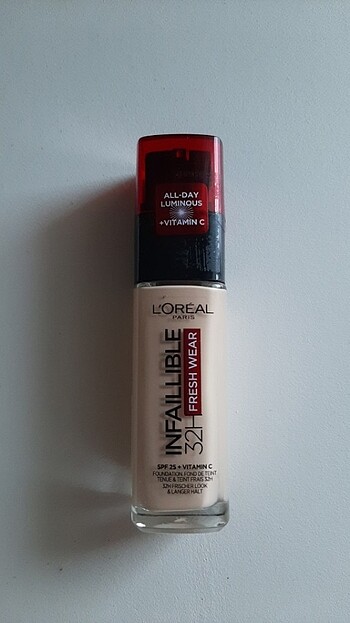 ALL-DAY
LUMINOUS
+VITAMIN C
L'ORÉAL
PARIS
INFAILLIBLE
32H FRESH WEAR
SPF 25 + VITAMIN C
FOUNDATION. FOND DE TEINT
TENUE & TEINT FRAIS 32H
32H FRISCHER LOOK
& LANGER HALT